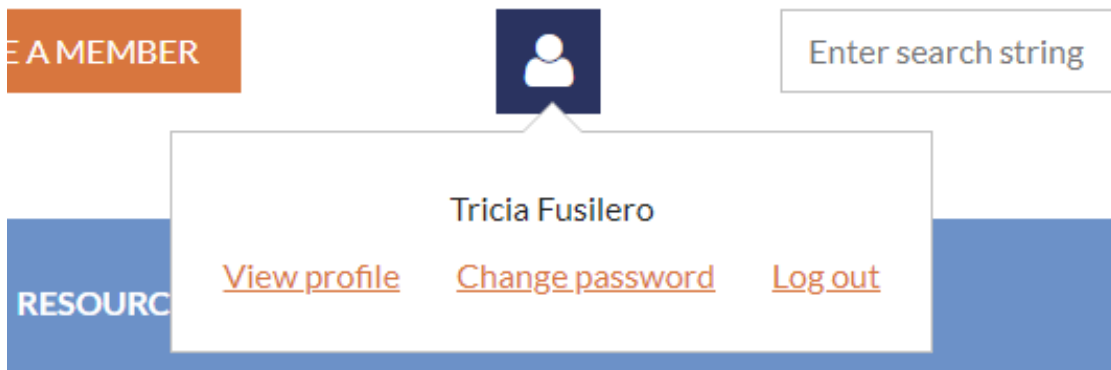 E A MEMBER
Enter search string
Tricia Fusilero
View profile Change password Log out
RESOURC